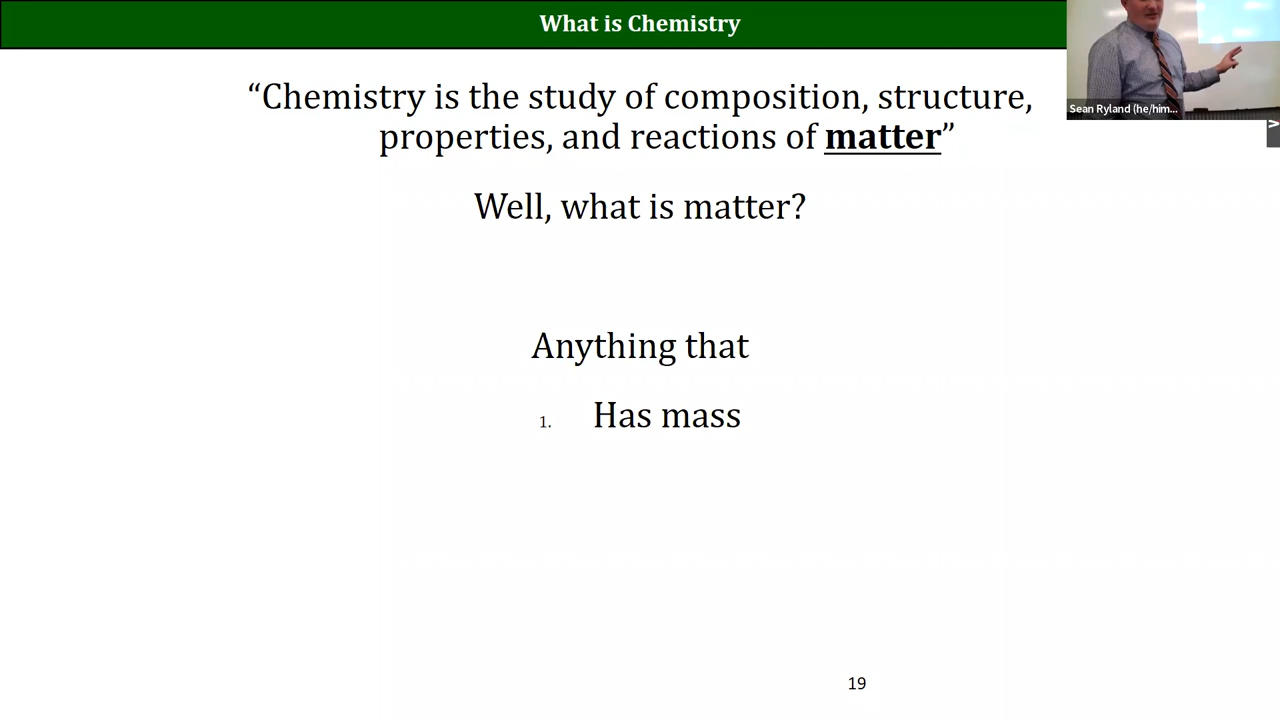 What is Chemistry
Sean Ryland (he/him...
“Chemistry is the study of composition, structure,
properties, and reactions of matter”
Well, what is matter?
Anything that
1. Has mass
19